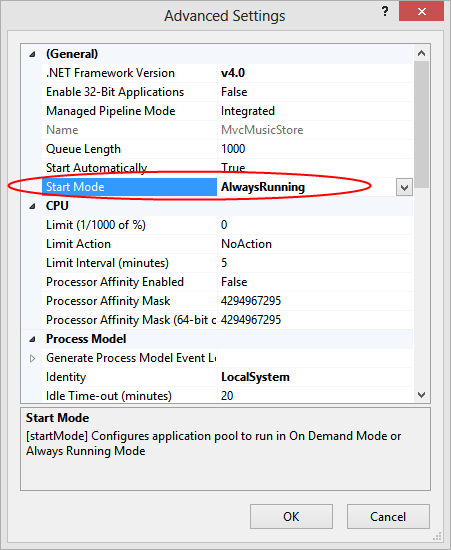 Advanced Settings ? ×
(General)
.NET Framework Version v4.0
Enable 32-Bit Applications False
Managed Pipeline Mode Integrated
Name MvcMusicStore
Queue Length 1000
Start Automatically True
Start Mode AlwaysRunning
CPU
Limit (1/1000 of %) 0
Limit Action NoAction
Limit Interval (minutes) 5
Processor Affinity Enabled False
Processor Affinity Mask 4294967295
Processor Affinity Mask (64-bit c 4294967295
Process Model
Generate Process Model Event Lo
Identity LocalSystem
Idle Time-out (minutes) 20
Start Mode
[startMode] Configures application pool to run in On Demand Mode or
Always Running Mode
OK Cancel